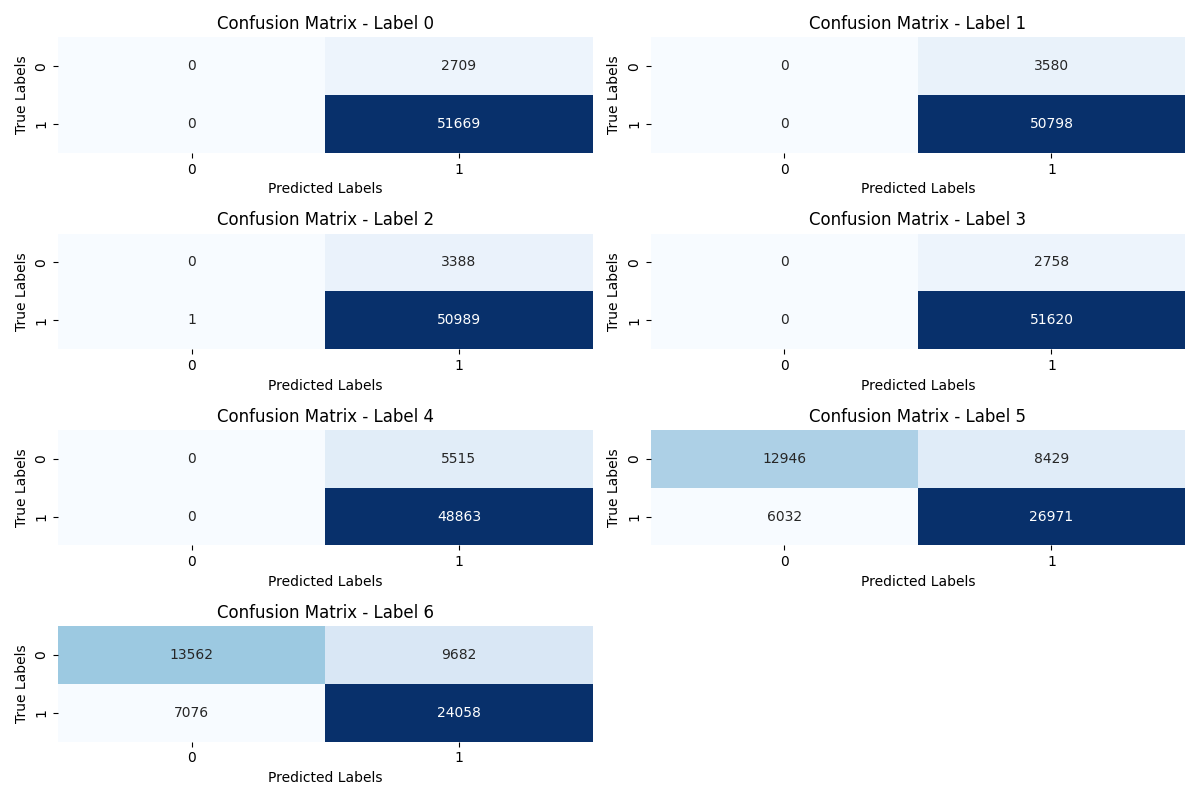 Confusion Matrix - Label 0
True Labels
0
1
0
2709
0
51669
0
1
Predicted Labels
Confusion Matrix - Label 1
True Labels
0
1
0
3580
0
50798
0
1
Predicted Labels
Confusion Matrix - Label 2
True Labels
0
1
0
3388
1
50989
0
1
Predicted Labels
Confusion Matrix - Label 3
True Labels
0
1
0
2758
0
51620
0
1
Predicted Labels
Confusion Matrix - Label 4
True Labels
0
1
0
5515
0
48863
0
1
Predicted Labels
Confusion Matrix - Label 5
True Labels
0
1
12946
8429
6032
26971
0
1
Predicted Labels
Confusion Matrix - Label 6
True Labels
0
1
13562
9682
7076
24058
0
1
Predicted Labels